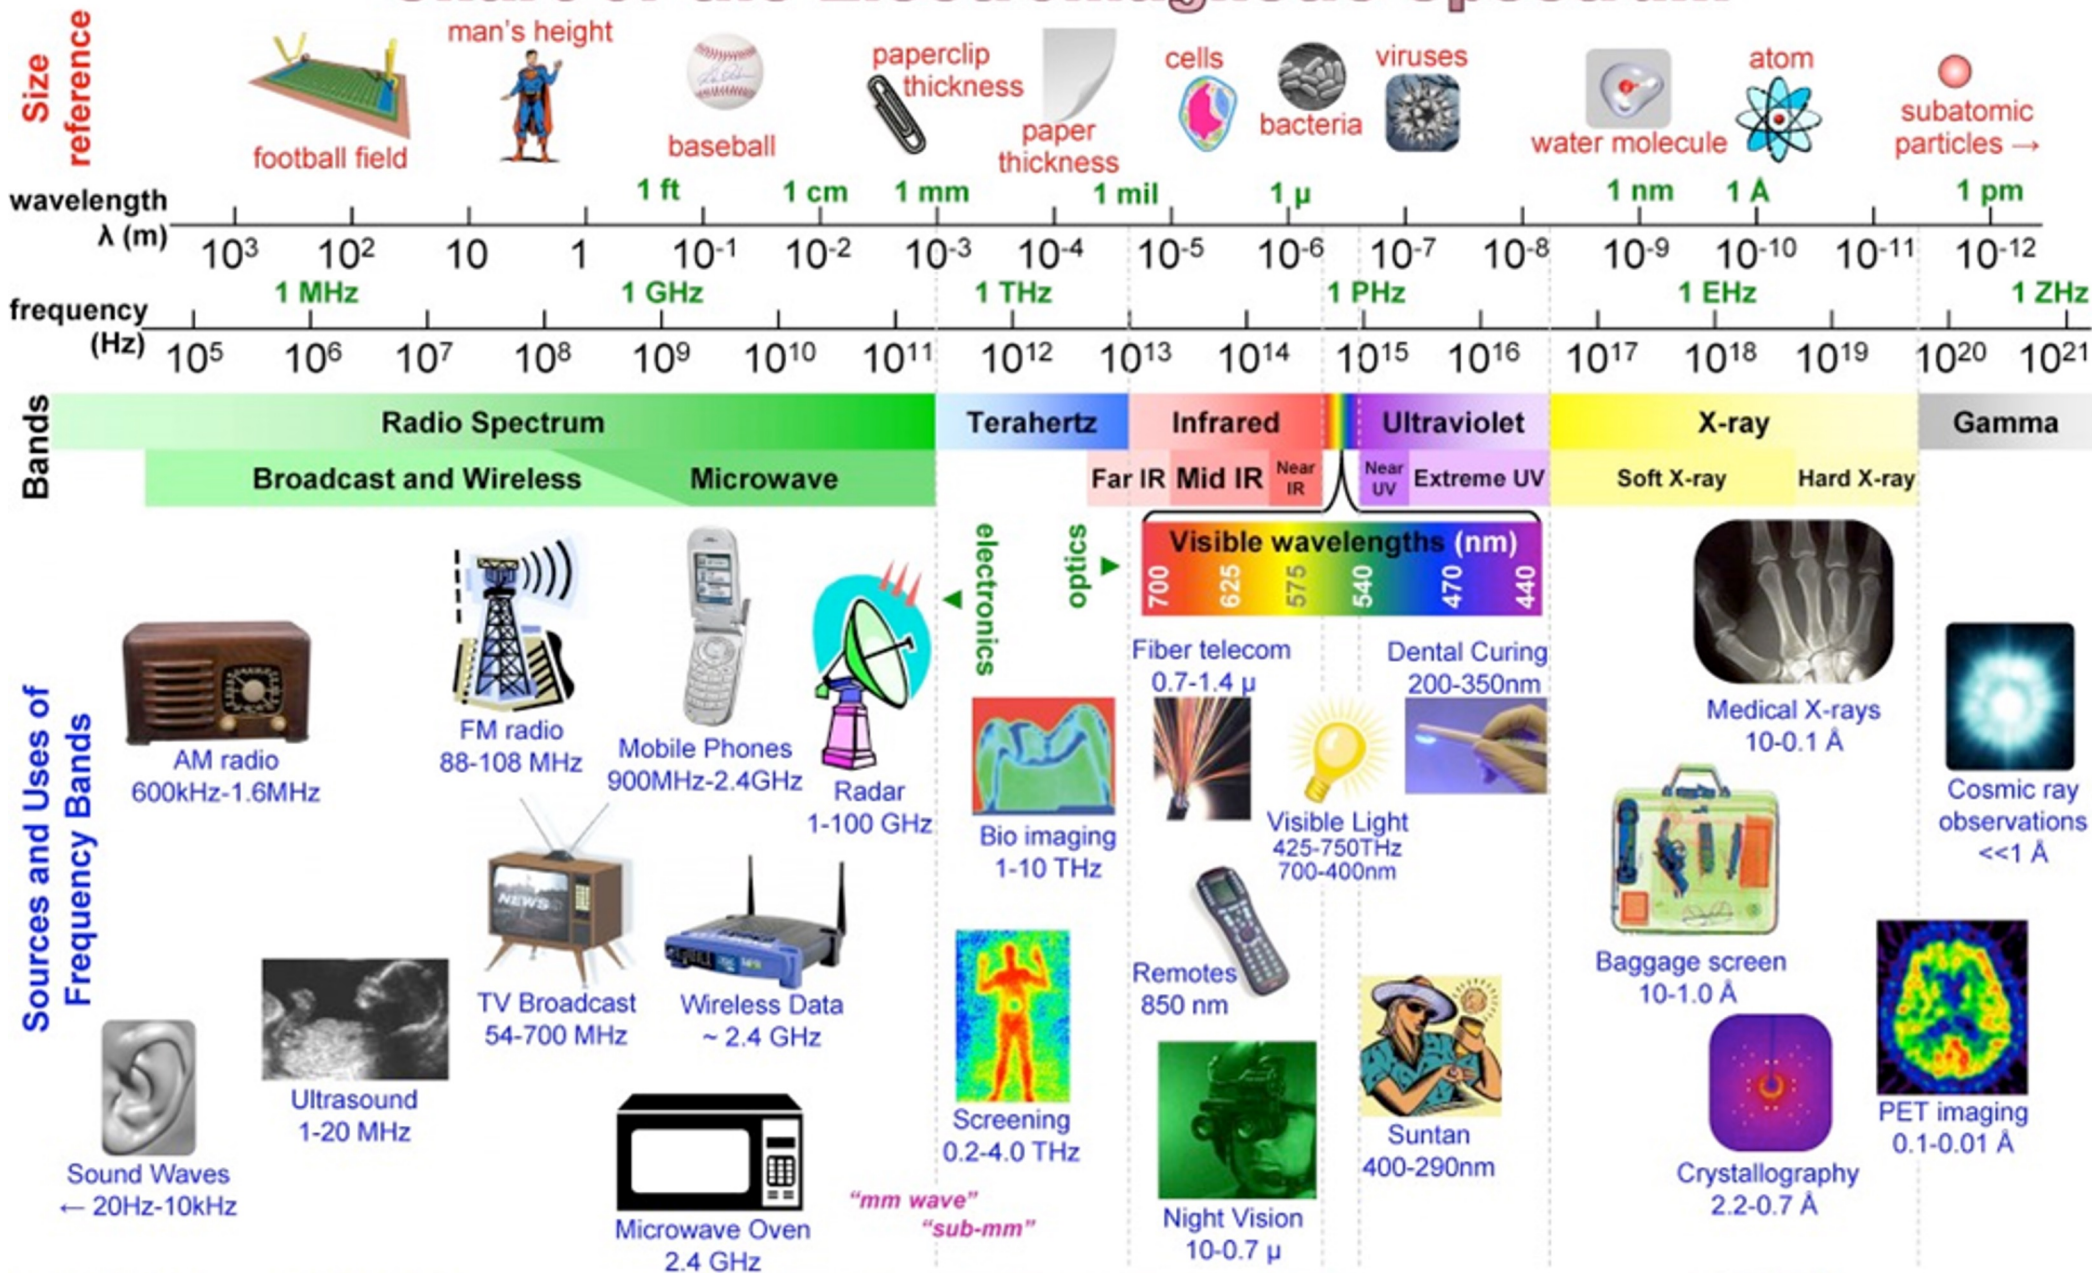 Chart of the Electromagnetic Spectrum
Size
reference
football field
man's height
baseball
paperclip
thickness
paper
thickness
cells
bacteria
viruses
water molecule
atom
subatomic
particles →
wavelength
λ (m)
1 ft 1 cm 1 mm 1 mil 1 µ 1 nm 1 Å 1 pm
10³ 10² 10 1 10⁻¹ 10⁻² 10⁻³ 10⁻⁴ 10⁻⁵ 10⁻⁶ 10⁻⁷ 10⁻⁸ 10⁻⁹ 10⁻¹⁰ 10⁻¹¹ 10⁻¹²
frequency
(Hz)
1 MHz 1 GHz 1 THz 1 PHz 1 EHz 1 ZHz
10⁵ 10⁶ 10⁷ 10⁸ 10⁹ 10¹⁰ 10¹¹ 10¹² 10¹³ 10¹⁴ 10¹⁵ 10¹⁶ 10¹⁷ 10¹⁸ 10¹⁹ 10²⁰ 10²¹
Bands
Radio Spectrum Terahertz Infrared Ultraviolet X-ray Gamma
Broadcast and Wireless Microwave Far IR Mid IR Near IR Near UV Extreme UV Soft X-ray Hard X-ray
electronics
optics
Visible wavelengths (nm)
700 625 575 540 470 440
Sources and Uses of
Frequency Bands
AM radio
600kHz-1.6MHz
FM radio
88-108 MHz
Mobile Phones
900MHz-2.4GHz
Radar
1-100 GHz
Bio imaging
1-10 THz
Fiber telecom
0.7-1.4 µ
Visible Light
425-750THz
700-400nm
Dental Curing
200-350nm
Medical X-rays
10-0.1 Å
Cosmic ray
observations
<<1 Å
Sound Waves
← 20Hz-10kHz
Ultrasound
1-20 MHz
NEWS
TV Broadcast
54-700 MHz
Wireless Data
~ 2.4 GHz
Microwave Oven
2.4 GHz
Screening
0.2-4.0 THz
"mm wave"
"sub-mm"
Remotes
850 nm
Night Vision
10-0.7 µ
Suntan
400-290nm
Baggage screen
10-1.0 Å
Crystallography
2.2-0.7 Å
PET imaging
0.1-0.01 Å